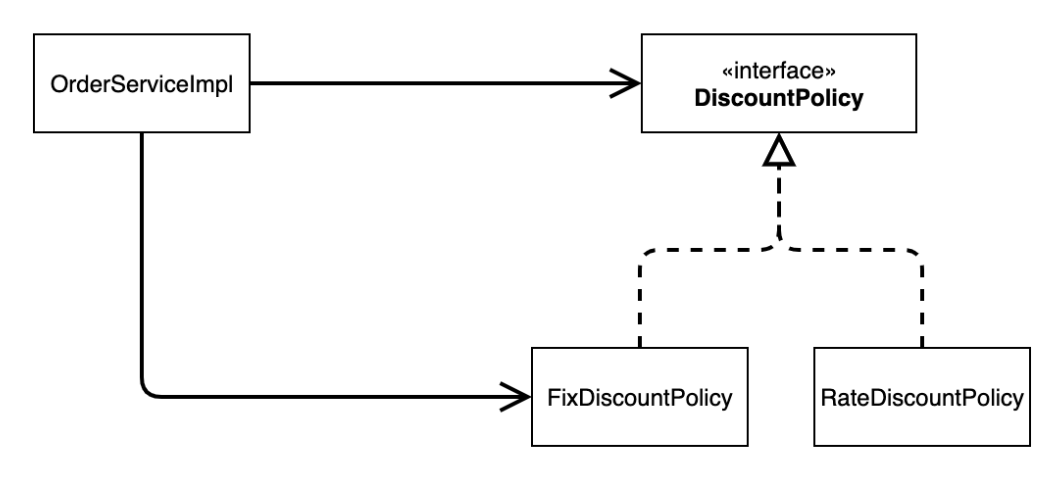 OrderServiceImpl
«interface»
DiscountPolicy
FixDiscountPolicy
RateDiscountPolicy